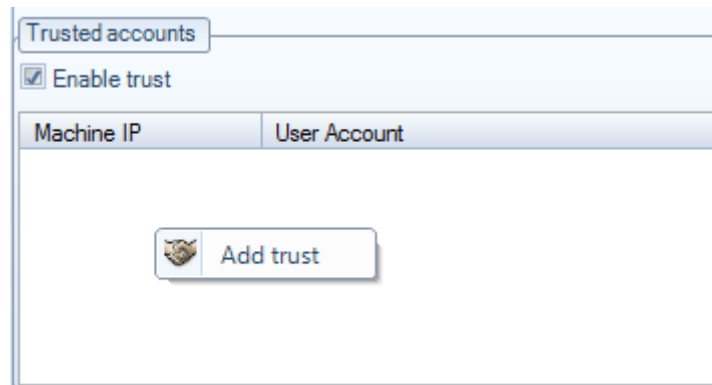 Trusted accounts
Enable trust
Machine IP User Account
Add trust